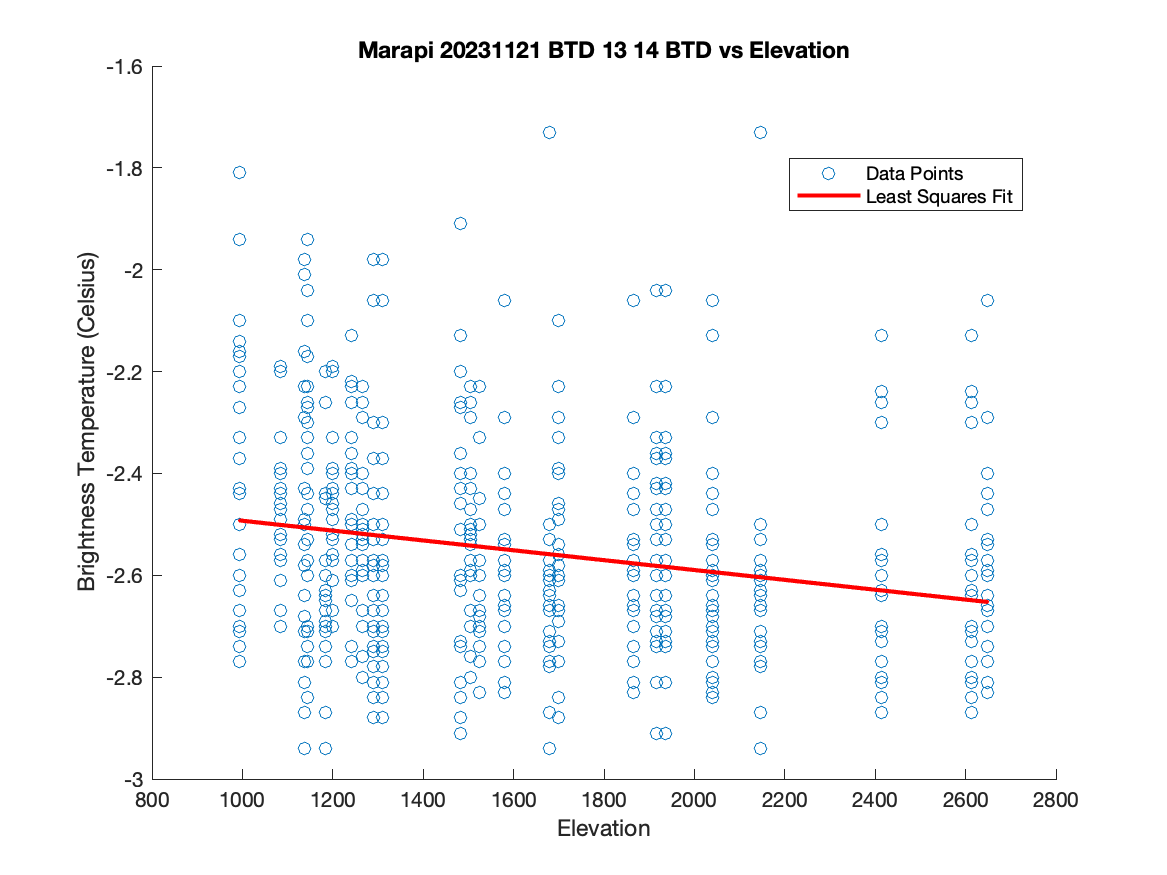 Marapi 20231121 BTD 13 14 BTD vs Elevation
-1.6
-1.8
-2
-2.2
-2.4
-2.6
-2.8
-3
Brightness Temperature (Celsius)
Data Points
Least Squares Fit
800 1000 1200 1400 1600 1800 2000 2200 2400 2600 2800
Elevation